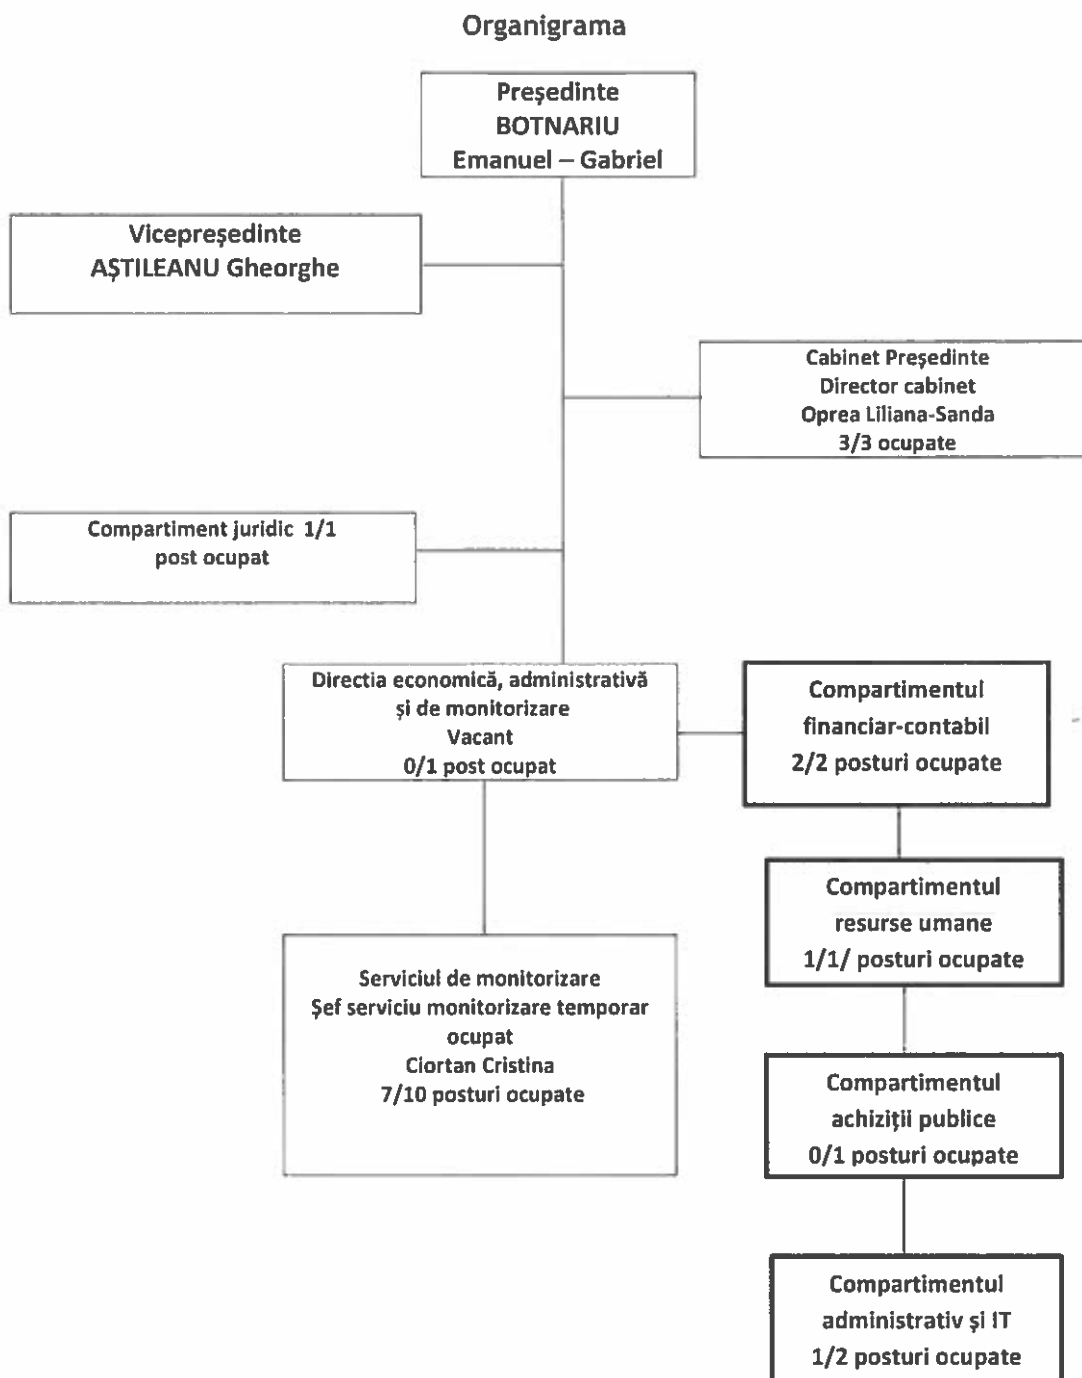 Organigrama
Președinte
BOTNARIU
Emanuel – Gabriel
Vicepreședinte
AȘTILEANU Gheorghe
Cabinet Președinte
Director cabinet
Oprea Liliana-Sanda
3/3 ocupate
Compartiment juridic 1/1
post ocupat
Directia economică, administrativă
și de monitorizare
Vacant
0/1 post ocupat
Compartimentul
financiar-contabil
2/2 posturi ocupate
Compartimentul
resurse umane
1/1/ posturi ocupate
Serviciul de monitorizare
Șef serviciu monitorizare temporar
ocupat
Ciortan Cristina
7/10 posturi ocupate
Compartimentul
achiziții publice
0/1 posturi ocupate
Compartimentul
administrativ și IT
1/2 posturi ocupate